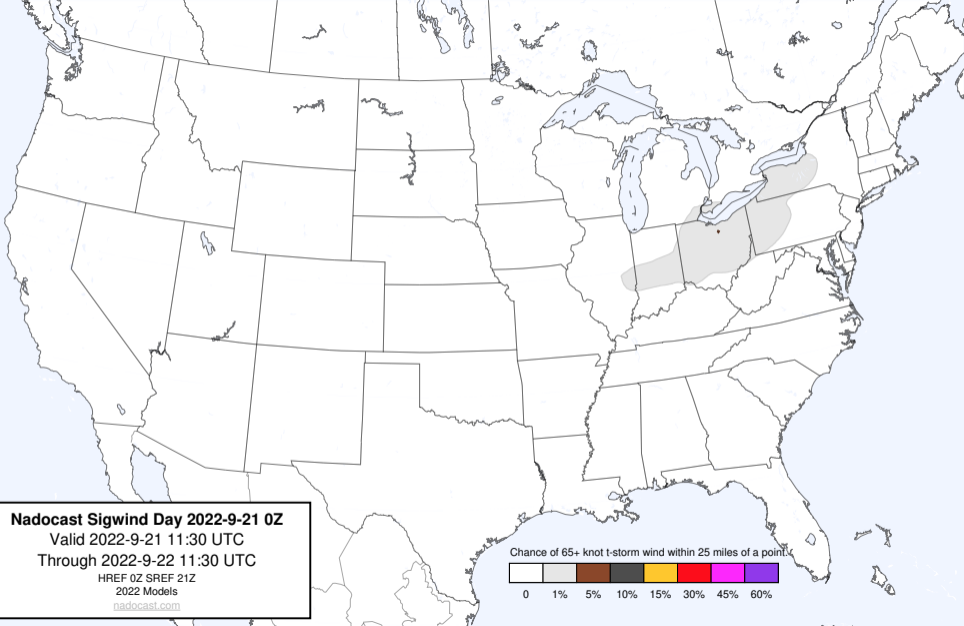 Nadocast Sigwind Day 2022-9-21 0Z
Valid 2022-9-21 11:30 UTC
Through 2022-9-22 11:30 UTC
HREF 0Z SREF 21Z
2022 Models
nadocast.com
Chance of 65+ knot t-storm wind within 25 miles of a point.
0 1% 5% 10% 15% 30% 45% 60%